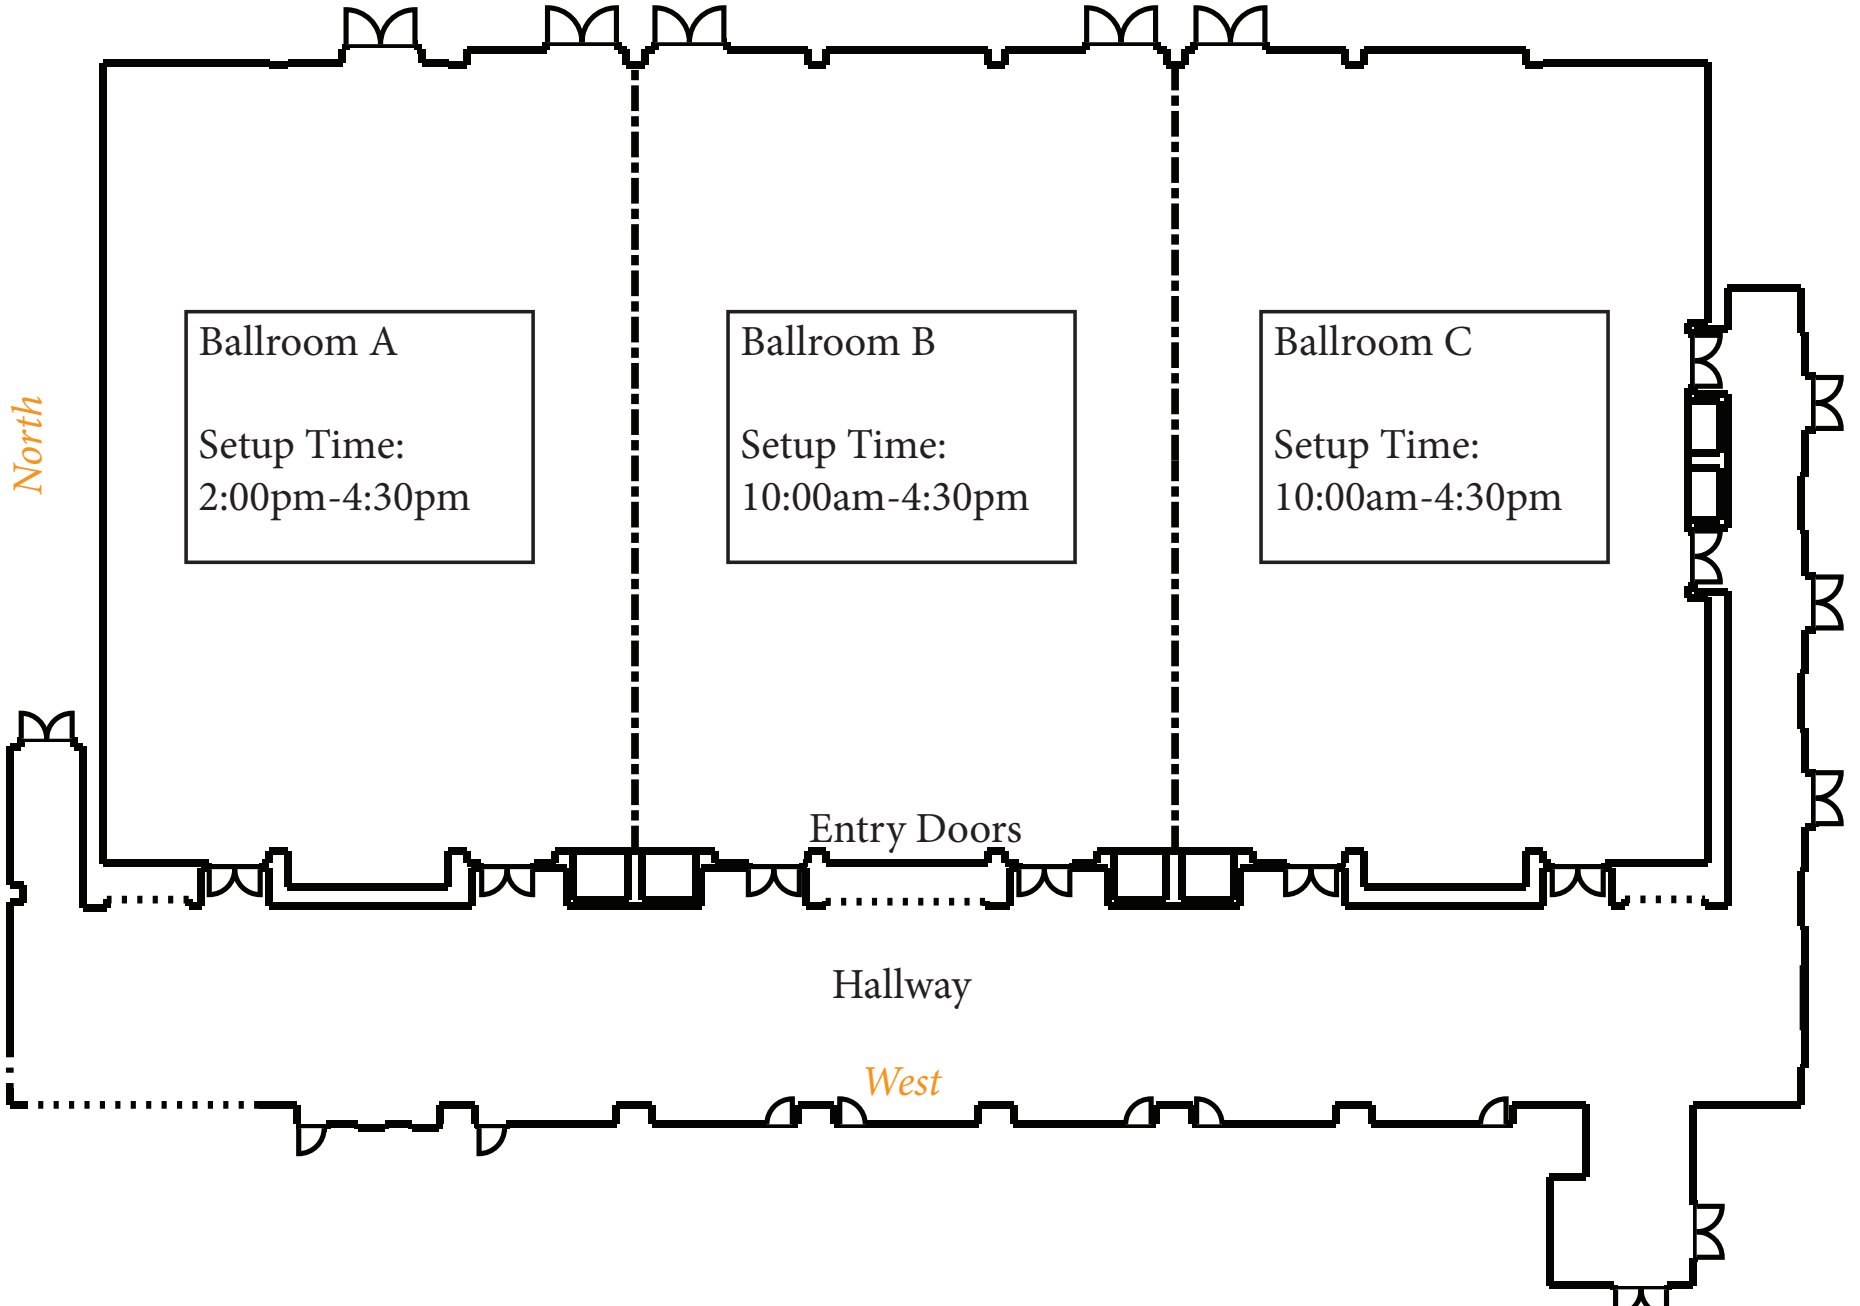 Ballroom A
Setup Time:
2:00pm-4:30pm
Ballroom B
Setup Time:
10:00am-4:30pm
Ballroom C
Setup Time:
10:00am-4:30pm
North
Entry Doors
Hallway
West